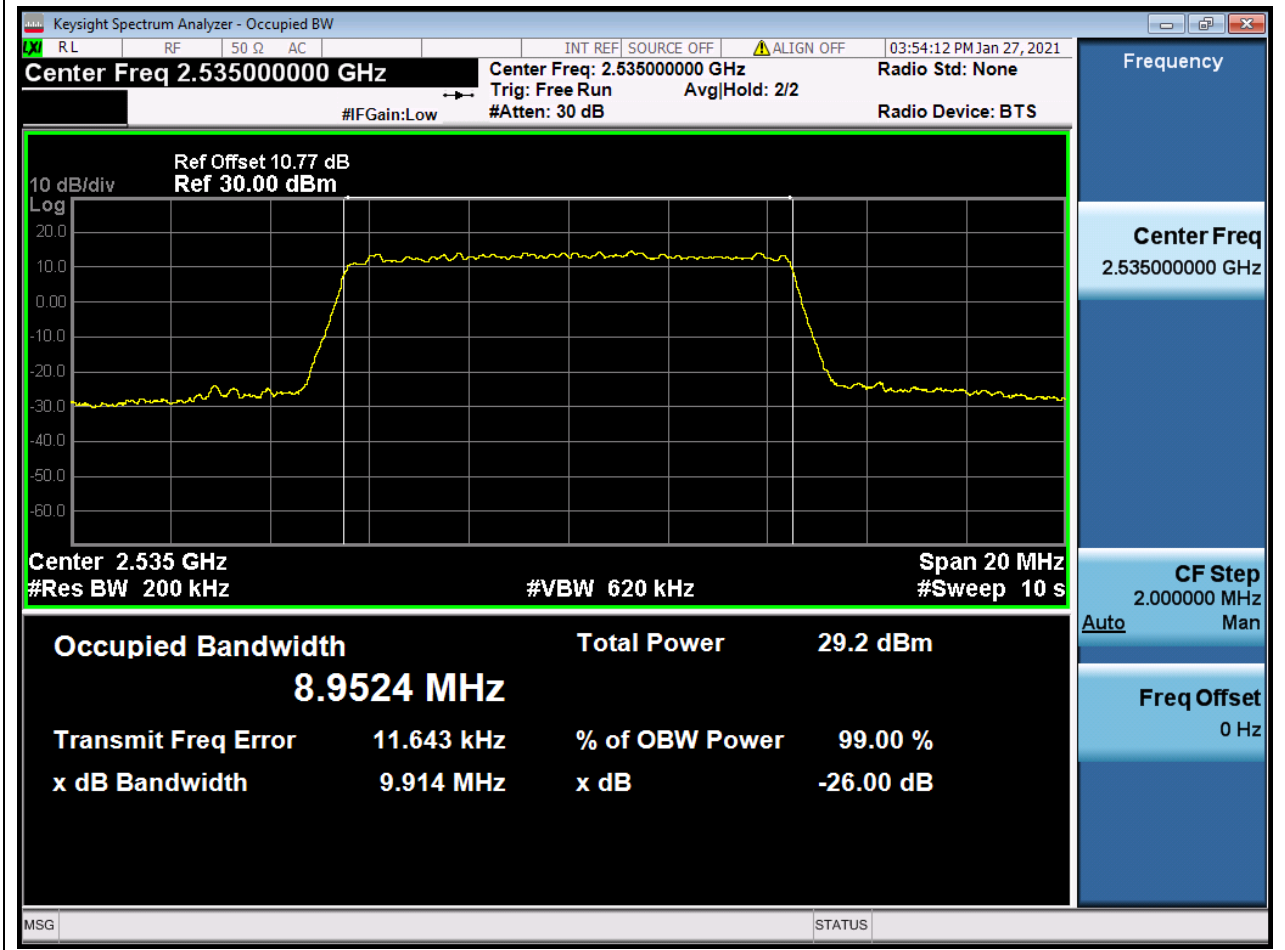 Keysight Spectrum Analyzer - Occupied BW
LXI RL RF 50 Ω AC INT REF SOURCE OFF ALIGN OFF 03:54:12 PM Jan 27, 2021
Center Freq 2.535000000 GHz
Center Freq: 2.535000000 GHz Radio Std: None
Trig: Free Run Avg|Hold: 2/2
#IFGain:Low #Atten: 30 dB Radio Device: BTS
Ref Offset 10.77 dB
10 dB/div Ref 30.00 dBm
Log
20.0
10.0
0.00
-10.0
-20.0
-30.0
-40.0
-50.0
-60.0
Center 2.535 GHz Span 20 MHz
#Res BW 200 kHz #VBW 620 kHz #Sweep 10 s
Occupied Bandwidth Total Power 29.2 dBm
8.9524 MHz
Transmit Freq Error 11.643 kHz % of OBW Power 99.00 %
x dB Bandwidth 9.914 MHz x dB -26.00 dB
MSG STATUS
Frequency
Center Freq
2.535000000 GHz
CF Step
2.000000 MHz
Auto Man
Freq Offset
0 Hz